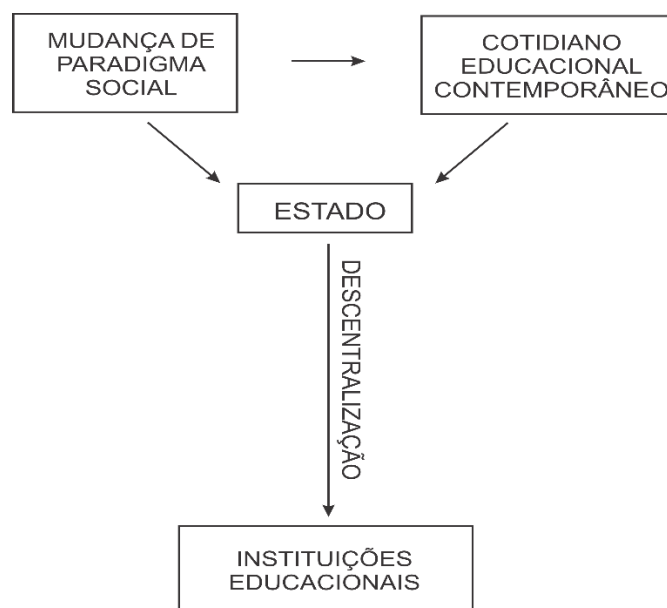 MUDANÇA DE
PARADIGMA
SOCIAL
COTIDIANO
EDUCACIONAL
CONTEMPORÂNEO
ESTADO
DESCENTRALIZAÇÃO
INSTITUIÇÕES
EDUCACIONAIS